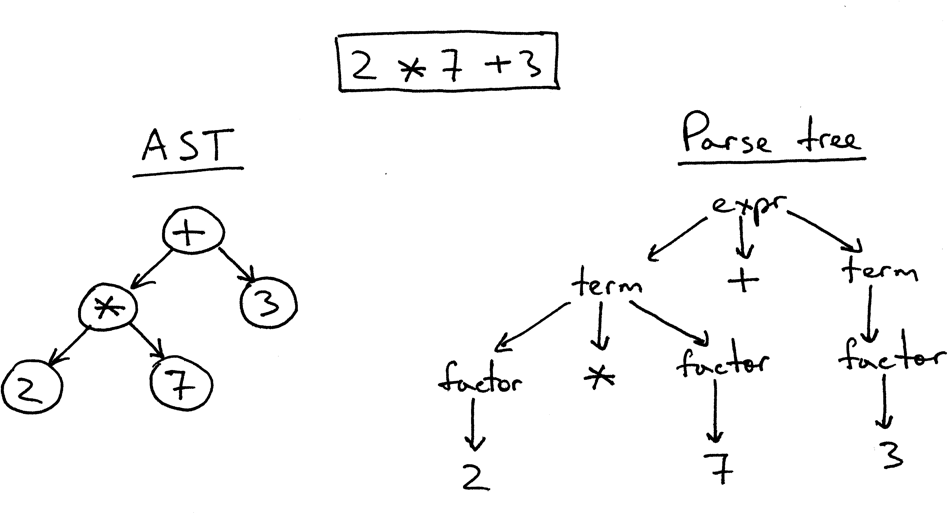 2 * 7 + 3
AST
Parse tree
+
* 3
2 7
expr
term + term
factor * factor factor
2 7 3